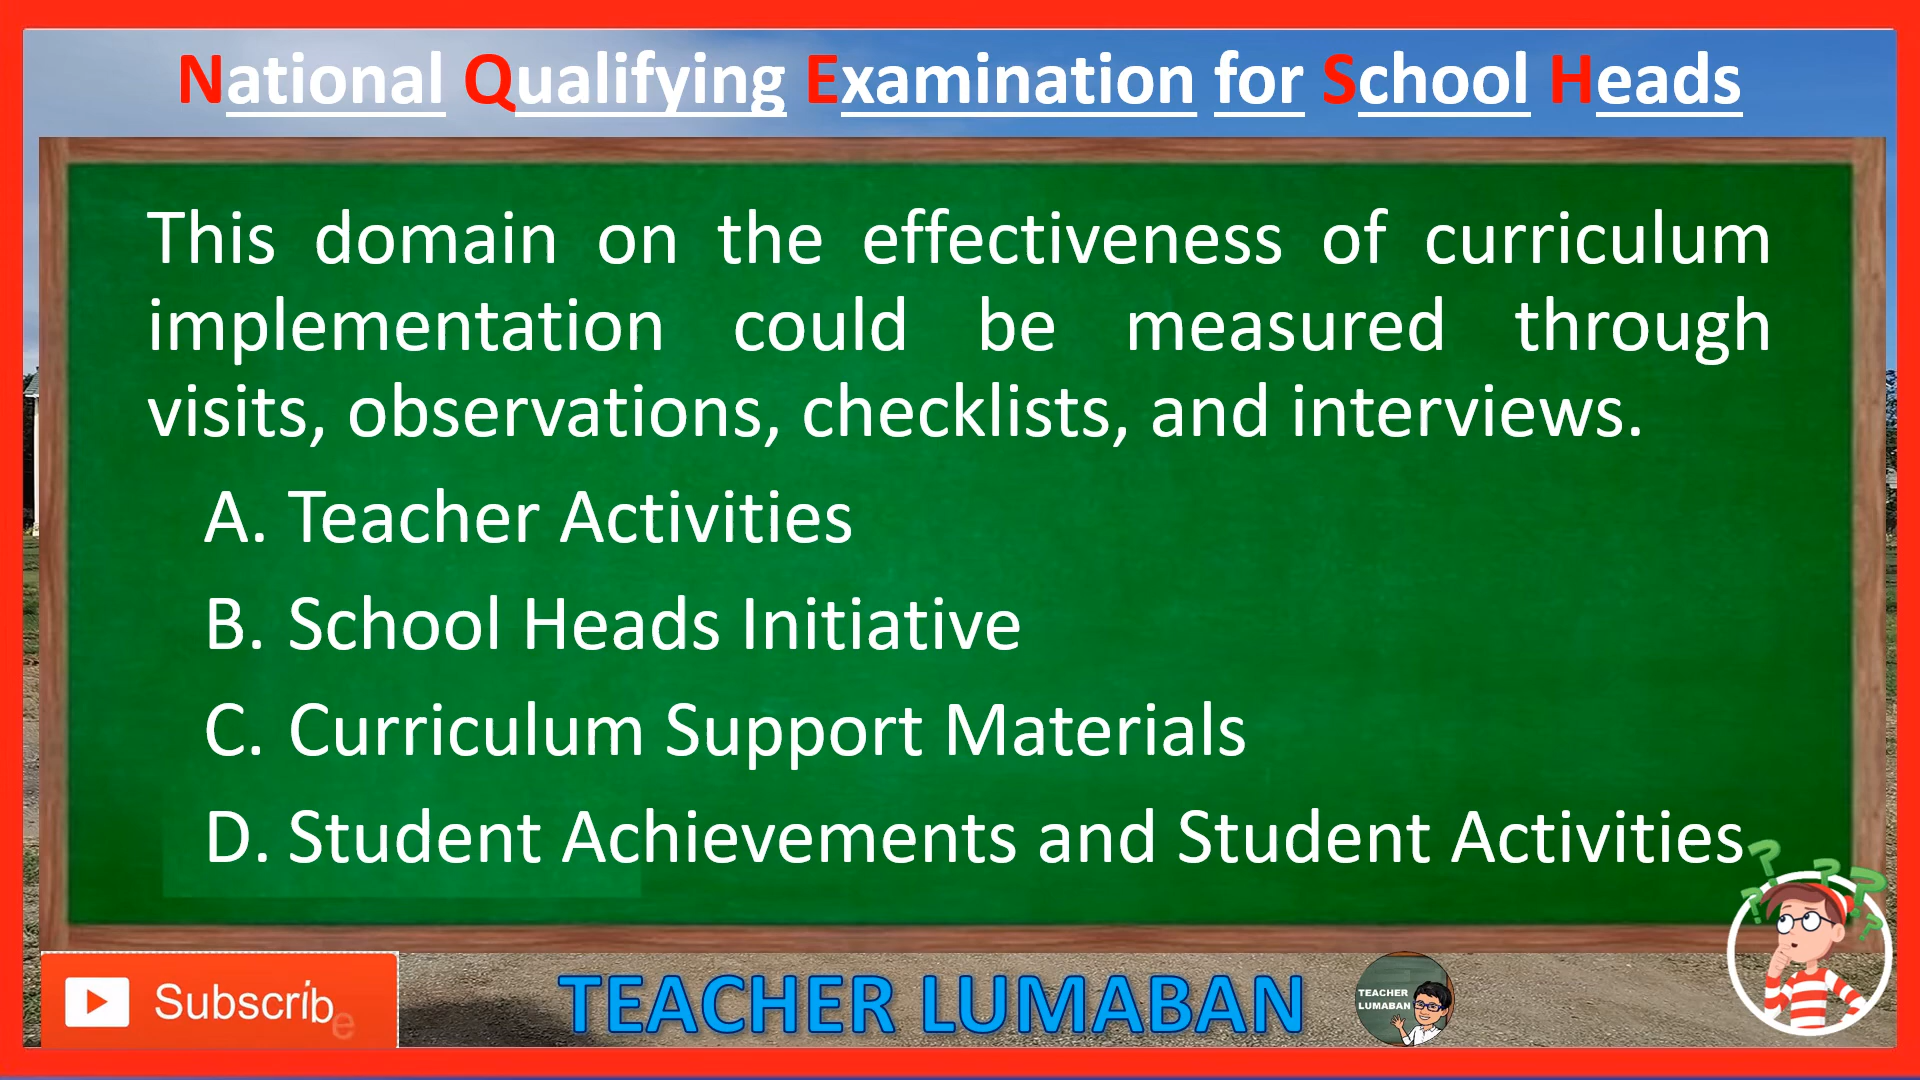 National Qualifying Examination for School Heads
This domain on the effectiveness of curriculum
implementation could be measured through
visits, observations, checklists, and interviews.
A. Teacher Activities
B. School Heads Initiative
C. Curriculum Support Materials
D. Student Achievements and Student Activities
Subscribe
TEACHER LUMABAN
TEACHER
LUMABAN